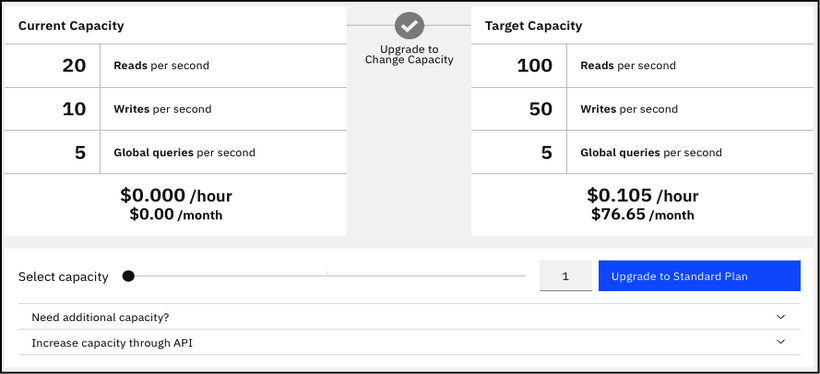 Current Capacity
20 Reads per second
10 Writes per second
5 Global queries per second
$0.000 /hour
$0.00 /month
Upgrade to
Change Capacity
Target Capacity
100 Reads per second
50 Writes per second
5 Global queries per second
$0.105 /hour
$76.65 /month
Select capacity 1 Upgrade to Standard Plan
Need additional capacity?
Increase capacity through API